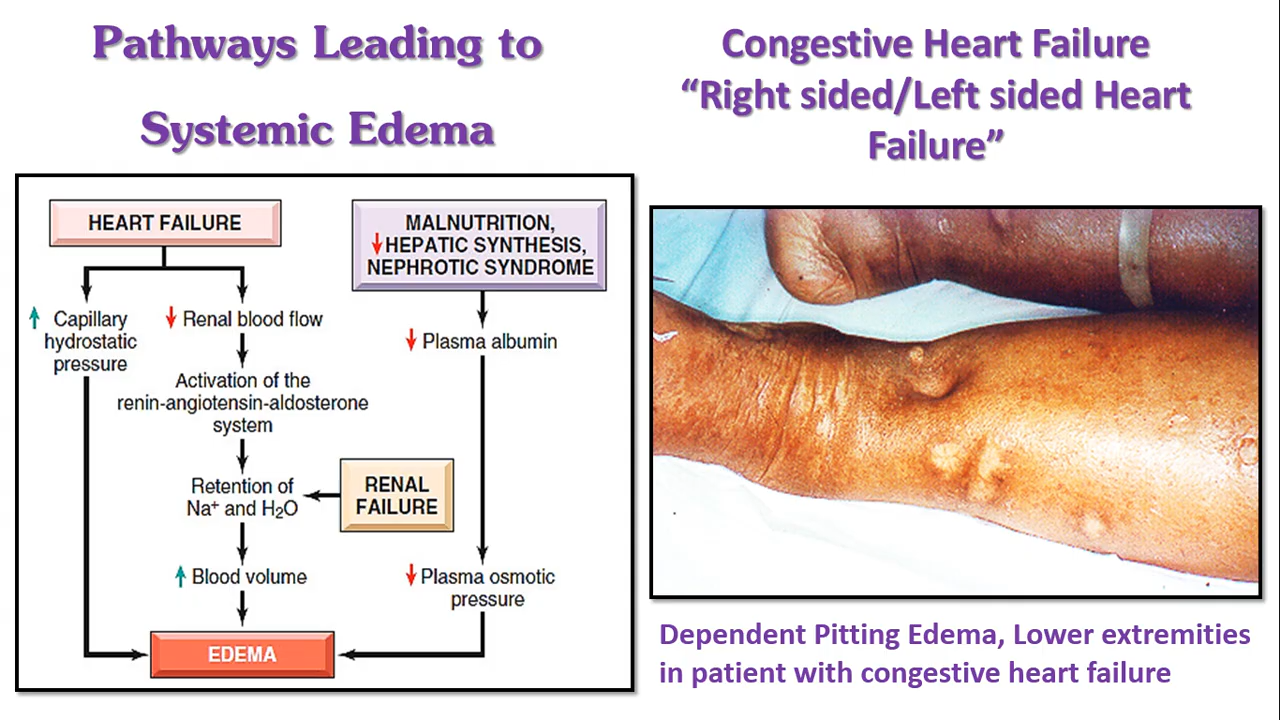 Pathways Leading to
Systemic Edema
Congestive Heart Failure
“Right sided/Left sided Heart
Failure”
HEART FAILURE
MALNUTRITION,
↓HEPATIC SYNTHESIS,
NEPHROTIC SYNDROME
↑ Capillary
hydrostatic
pressure
↓ Renal blood flow
↓ Plasma albumin
Activation of the
renin-angiotensin-aldosterone
system
Retention of
Na⁺ and H₂O
RENAL
FAILURE
↑ Blood volume
↓ Plasma osmotic
pressure
EDEMA
Dependent Pitting Edema, Lower extremities
in patient with congestive heart failure